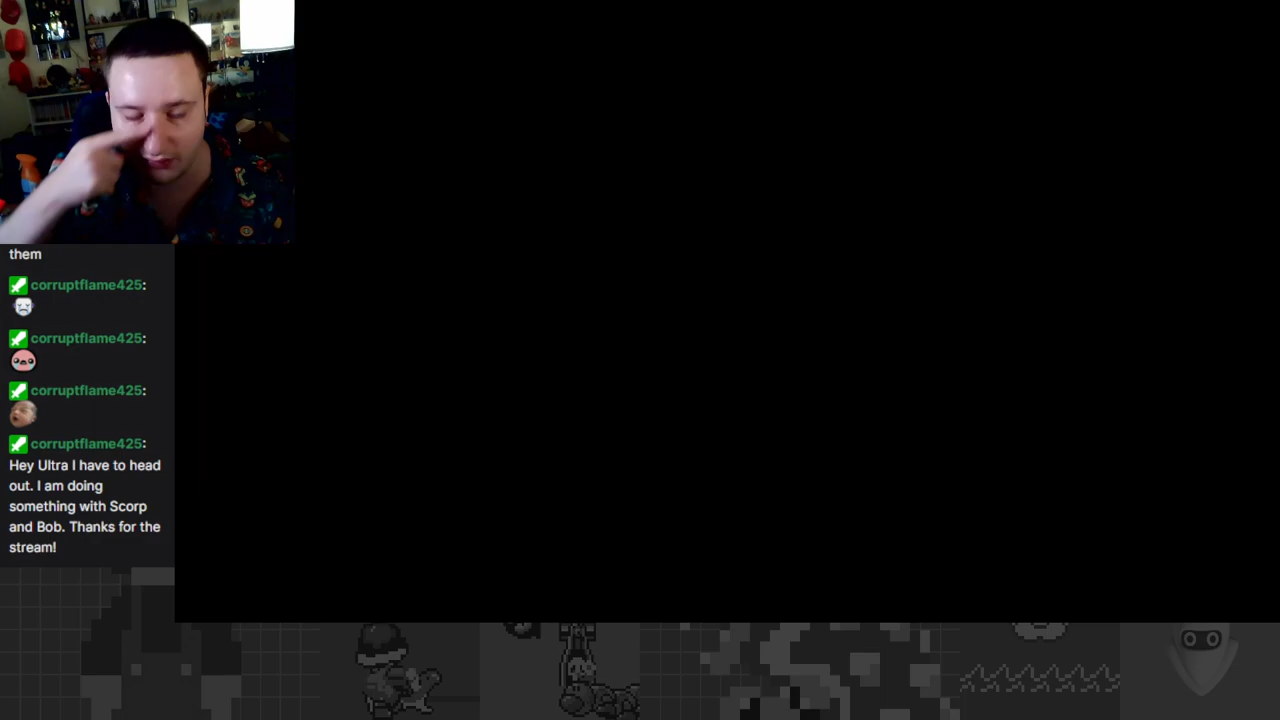 them
corruptflame425:
corruptflame425:
corruptflame425:
corruptflame425:
Hey Ultra I have to head
out. I am doing
something with Scorp
and Bob. Thanks for the
stream!